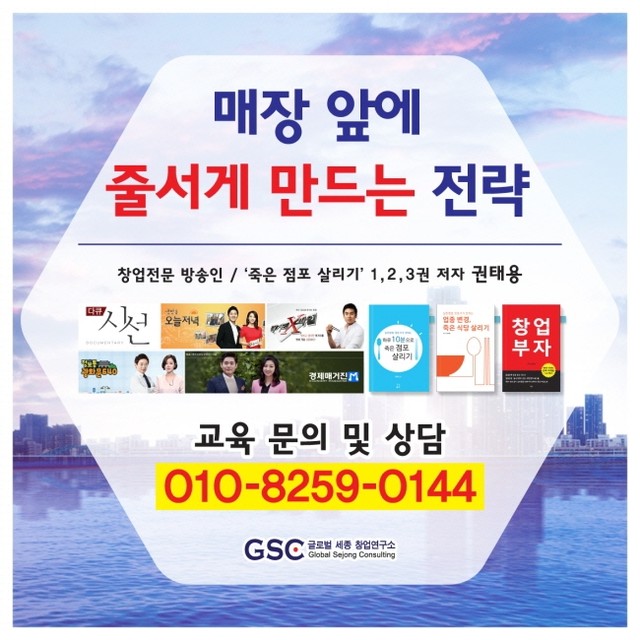 매장 앞에
줄서게 만드는 전략
창업전문 방송인 / ‘죽은 점포 살리기’ 1,2,3권 저자 권태용
다큐
시선
오늘저녁
경제매거진M
하루 10분으로
죽은 점포
살리기
업종 변경,
죽은 식당 살리기
창업
부자
교육 문의 및 상담
010-8259-0144
GSC 글로벌 세종 창업연구소
Global Sejong Consulting